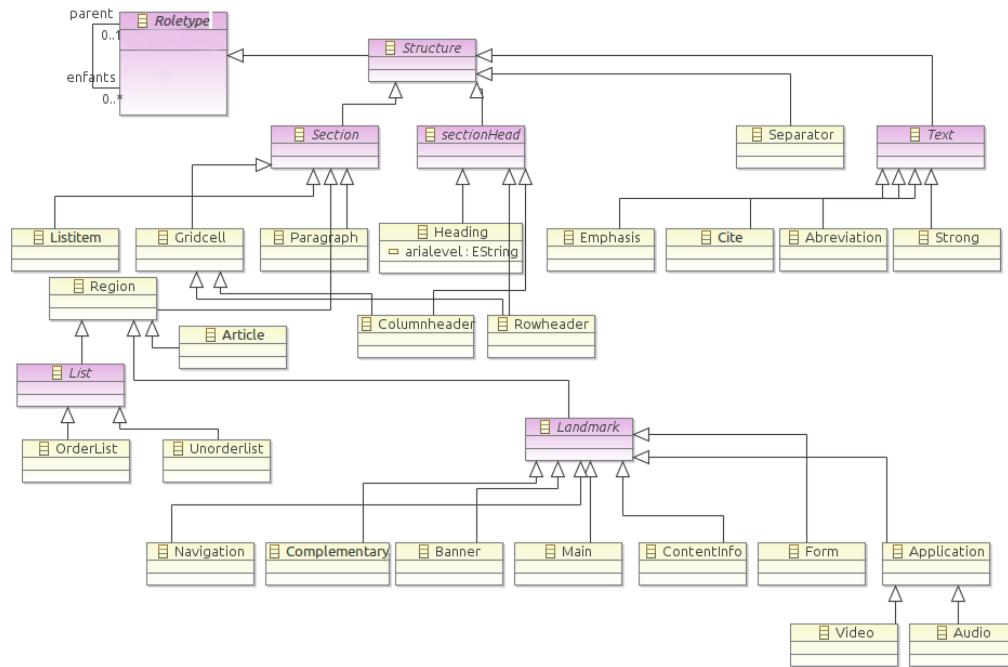 parent
Roletype
0..1
enfants
0..*
Structure
Section
sectionHead
Separator
Text
Listitem
Gridcell
Paragraph
Heading
arialevel : EString
Emphasis
Cite
Abreviation
Strong
Region
Columnheader
Rowheader
Article
List
OrderList
Unorderlist
Landmark
Navigation
Complementary
Banner
Main
ContentInfo
Form
Application
Video
Audio